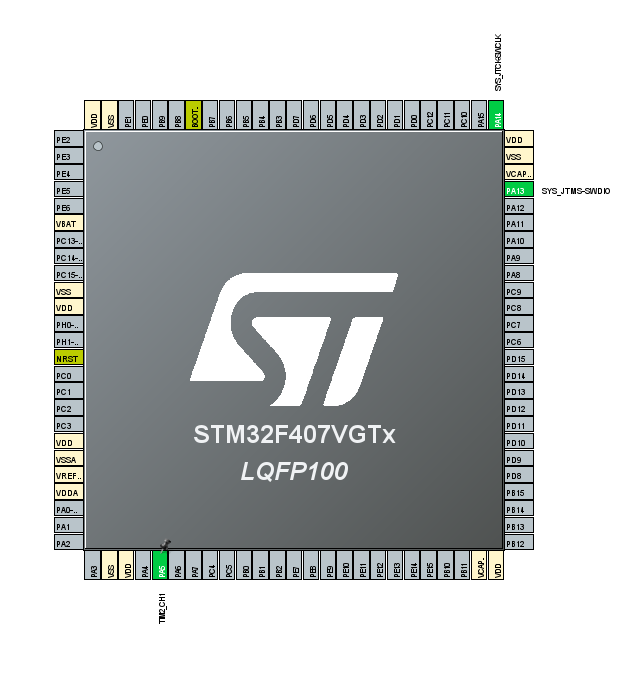 SYS_JTCK-SWCLK
VDD
VSS
PE1
PE0
PB9
PB8
BOOT..
PB7
PB6
PB5
PB4
PB3
PD7
PD6
PD5
PD4
PD3
PD2
PD1
PD0
PC12
PC11
PC10
PA15
PA14
PE2
PE3
PE4
PE5
PE6
VBAT
PC13-..
PC14-..
PC15-..
VSS
VDD
PH0-..
PH1-..
NRST
PC0
PC1
PC2
PC3
VDD
VSSA
VREF..
VDDA
PA0-..
PA1
PA2
ST
STM32F407VGTx
LQFP100
VDD
VSS
VCAP..
PA13 SYS_JTMS-SWDIO
PA12
PA11
PA10
PA9
PA8
PC9
PC8
PC7
PC6
PD15
PD14
PD13
PD12
PD11
PD10
PD9
PD8
PB15
PB14
PB13
PB12
PA3
VSS
VDD
PA4
PA5
PA6
PA7
PC4
PC5
PB0
PB1
PB2
PE7
PE8
PE9
PE10
PE11
PE12
PE13
PE14
PE15
PB10
PB11
VCAP..
VDD
TIM2_CH1